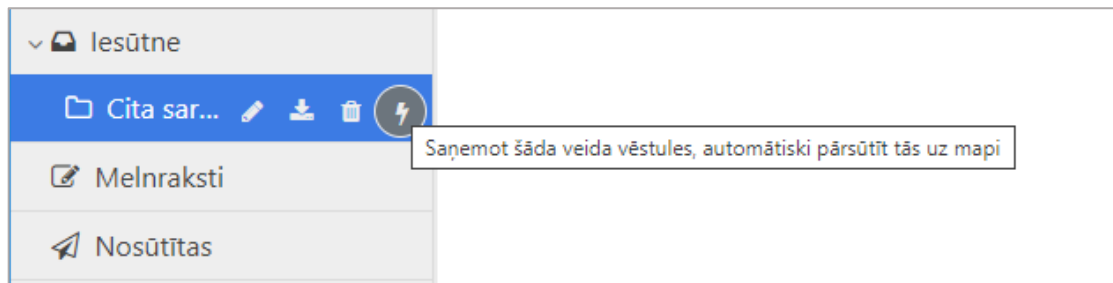 Iesūtne
Cita sar...
Saņemot šāda veida vēstules, automātiski pārsūtīt tās uz mapi
Melnraksti
Nosūtītas